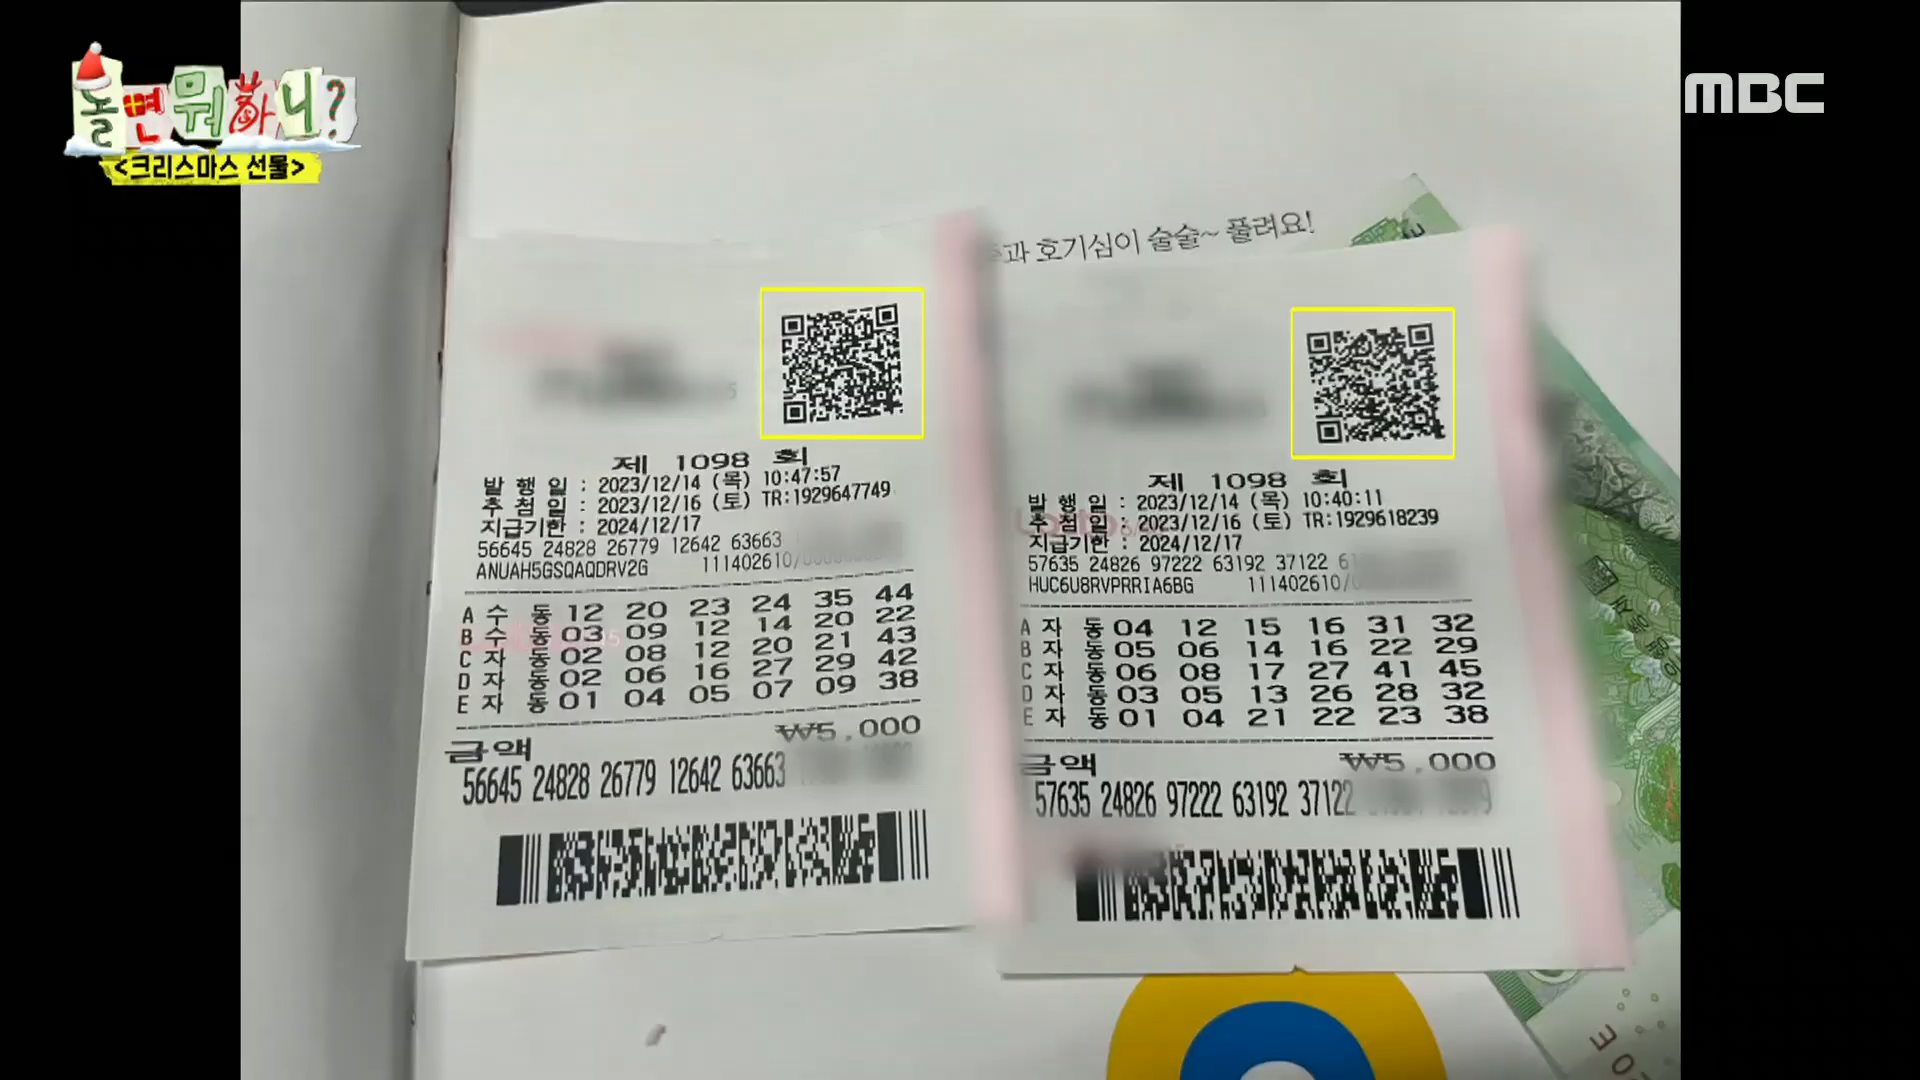 놀면 뭐하니?
<크리스마스 선물>
MBC
과 호기심이 술술~ 풀려요!
제 1098 회
발 행 일 : 2023/12/14 (목) 10:47:57
추 첨 일 : 2023/12/16 (토) TR:1929647749
지급기한 : 2024/12/17
56645 24828 26779 12642 63663
ANUAH5GSQAQDRV2G 111402610/
A 수 동 12 20 23 24 35 44
B 수 동 03 09 12 14 20 22
C 자 동 02 08 12 20 21 43
D 자 동 02 06 16 27 29 42
E 자 동 01 04 05 07 09 38
금액 ₩5,000
56645 24828 26779 12642 63663
제 1098 회
발 행 일 : 2023/12/14 (목) 10:40:11
추 첨 일 : 2023/12/16 (토) TR:1929618239
지급기한 : 2024/12/17
57635 24826 97222 63192 37122
HUC6U8RVPRRIA6BG 111402610/
A 자 동 04 12 15 16 31 32
B 자 동 05 06 14 16 22 29
C 자 동 06 08 17 27 41 45
D 자 동 03 05 13 26 28 32
E 자 동 01 04 21 22 23 38
금액 ₩5,000
57635 24826 97222 63192 37122